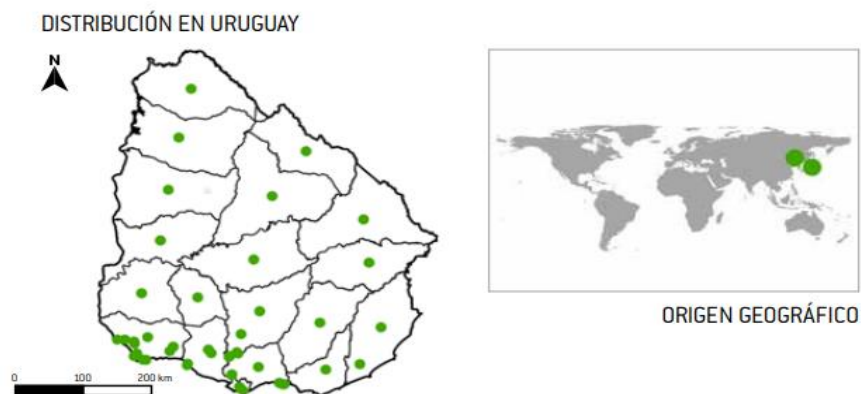 DISTRIBUCIÓN EN URUGUAY
N
ORIGEN GEOGRÁFICO
0 100 200 km